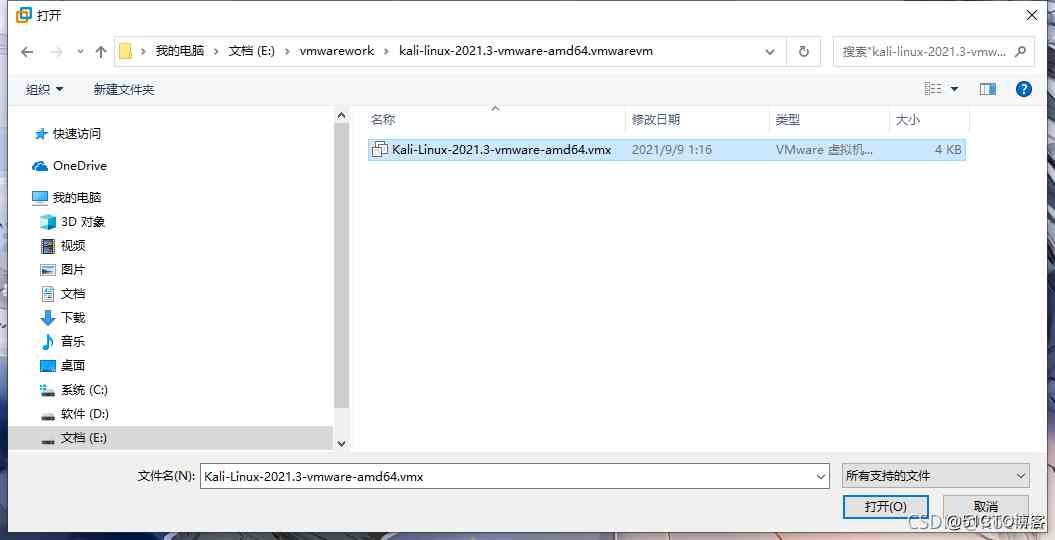 打开
我的电脑 › 文档 (E:) › vmwarework › kali-linux-2021.3-vmware-amd64.vmwarevm
搜索"kali-linux-2021.3-vmw...
组织 新建文件夹
名称 修改日期 类型 大小
Kali-Linux-2021.3-vmware-amd64.vmx 2021/9/9 1:16 VMware 虚拟机... 4 KB
快速访问
OneDrive
我的电脑
3D 对象
视频
图片
文档
下载
音乐
桌面
系统 (C:)
软件 (D:)
文档 (E:)
文件名(N): Kali-Linux-2021.3-vmware-amd64.vmx 所有支持的文件
打开(O) 取消
@51CTO博客